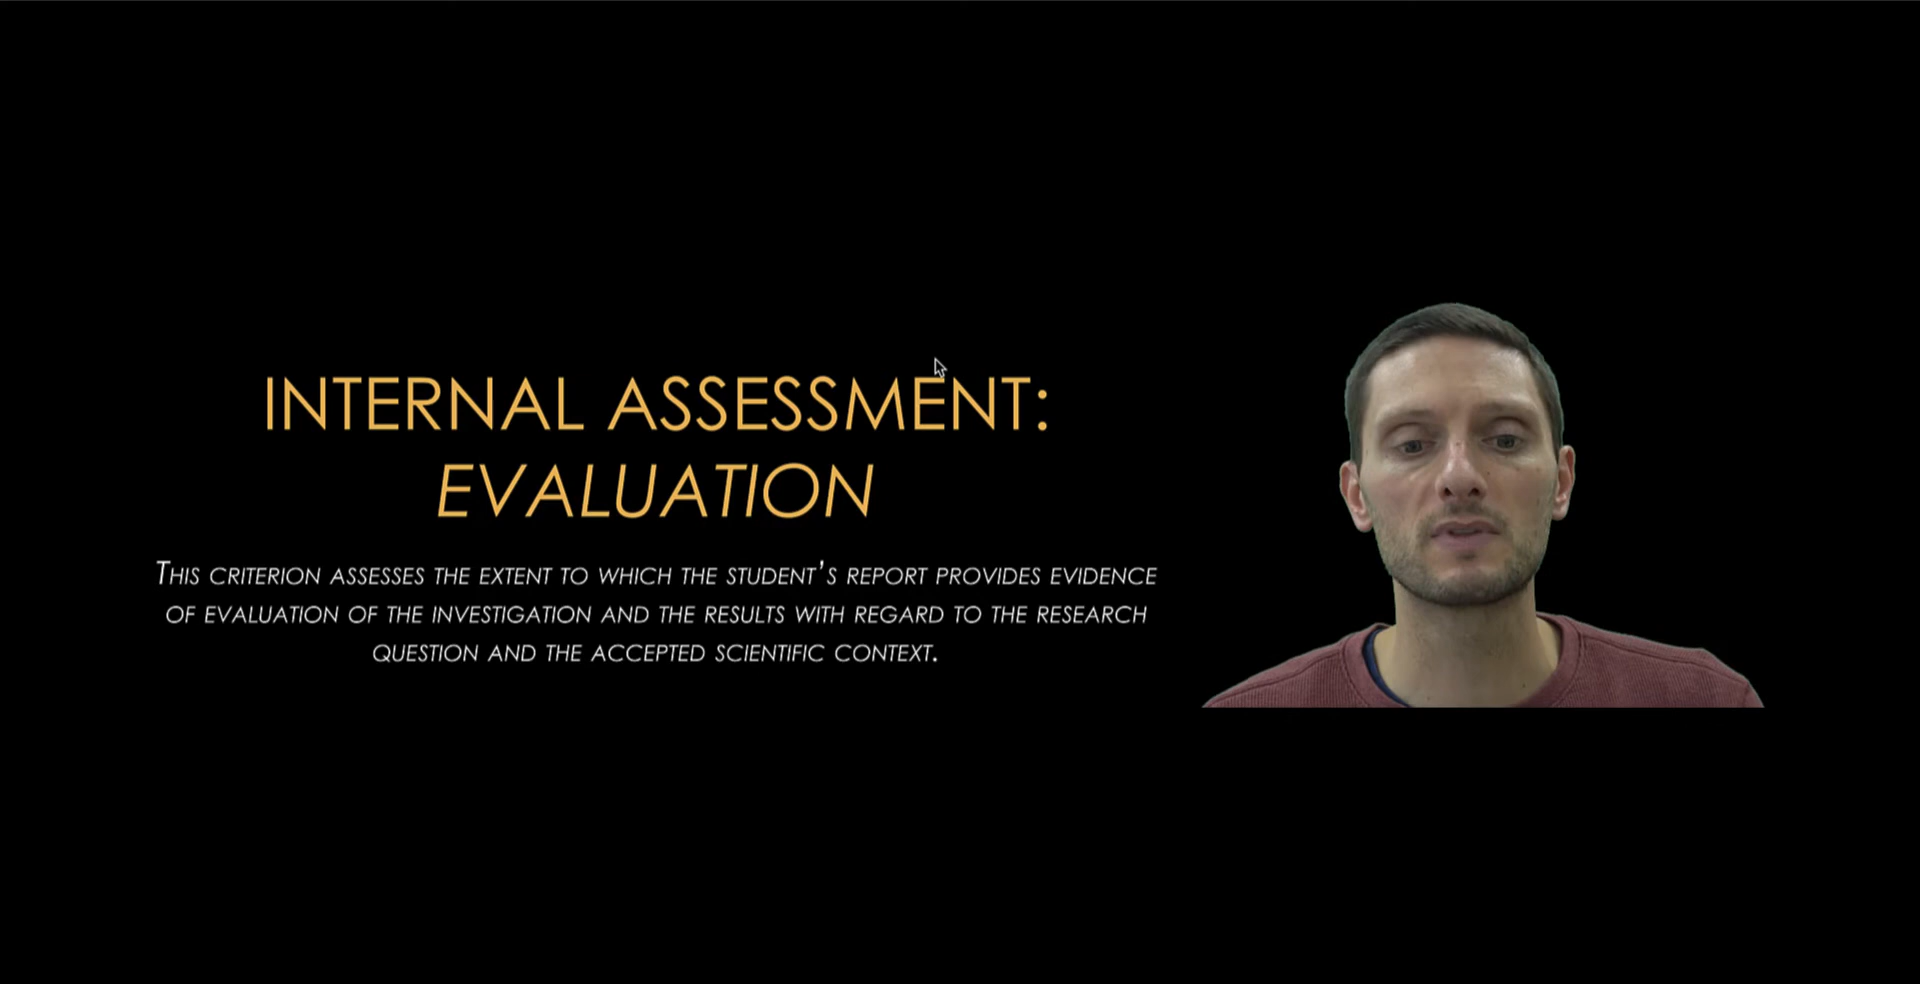 INTERNAL ASSESSMENT:
EVALUATION
THIS CRITERION ASSESSES THE EXTENT TO WHICH THE STUDENT'S REPORT PROVIDES EVIDENCE
OF EVALUATION OF THE INVESTIGATION AND THE RESULTS WITH REGARD TO THE RESEARCH
QUESTION AND THE ACCEPTED SCIENTIFIC CONTEXT.